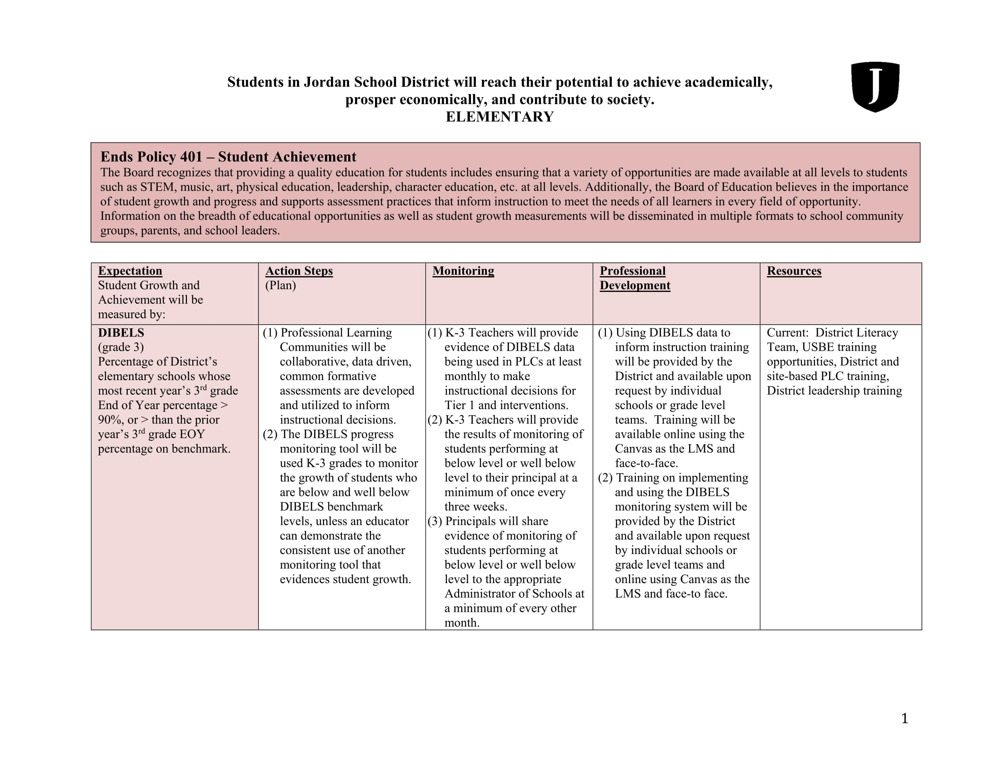 Students in Jordan School District will reach their potential to achieve academically,
prosper economically, and contribute to society.
ELEMENTARY
J
Ends Policy 401 – Student Achievement
The Board recognizes that providing a quality education for students includes ensuring that a variety of opportunities are made available at all levels to students
such as STEM, music, art, physical education, leadership, character education, etc. at all levels. Additionally, the Board of Education believes in the importance
of student growth and progress and supports assessment practices that inform instruction to meet the needs of all learners in every field of opportunity.
Information on the breadth of educational opportunities as well as student growth measurements will be disseminated in multiple formats to school community
groups, parents, and school leaders.
Expectation
Student Growth and
Achievement will be
measured by:
Action Steps
(Plan)
Monitoring
Professional
Development
Resources
DIBELS
(grade 3)
Percentage of District’s
elementary schools whose
most recent year’s 3rd grade
End of Year percentage >
90%, or > than the prior
year’s 3rd grade EOY
percentage on benchmark.
(1) Professional Learning
Communities will be
collaborative, data driven,
common formative
assessments are developed
and utilized to inform
instructional decisions.
(2) The DIBELS progress
monitoring tool will be
used K-3 grades to monitor
the growth of students who
are below and well below
DIBELS benchmark
levels, unless an educator
can demonstrate the
consistent use of another
monitoring tool that
evidences student growth.
(1) K-3 Teachers will provide
evidence of DIBELS data
being used in PLCs at least
monthly to make
instructional decisions for
Tier 1 and interventions.
(2) K-3 Teachers will provide
the results of monitoring of
students performing at
below level or well below
level to their principal at a
minimum of once every
three weeks.
(3) Principals will share
evidence of monitoring of
students performing at
below level or well below
level to the appropriate
Administrator of Schools at
a minimum of every other
month.
(1) Using DIBELS data to
inform instruction training
will be provided by the
District and available upon
request by individual
schools or grade level
teams.  Training will be
available online using the
Canvas as the LMS and
face-to-face.
(2) Training on implementing
and using the DIBELS
monitoring system will be
provided by the District
and available upon request
by individual schools or
grade level teams and
online using Canvas as the
LMS and face-to face.
Current:  District Literacy
Team, USBE training
opportunities, District and
site-based PLC training,
District leadership training
1